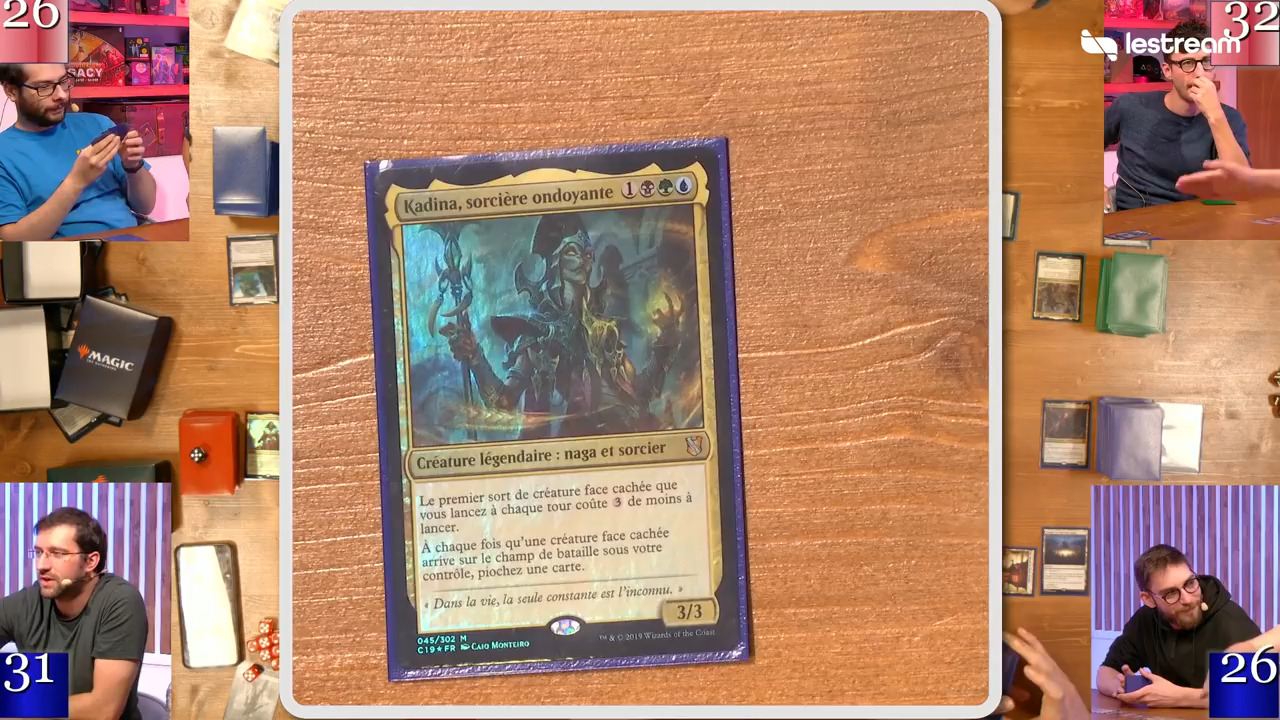 26
32
lestream
GACY
MAGIC
Kadina, sorcière ondoyante 1
Créature légendaire : naga et sorcier
Le premier sort de créature face cachée que
vous lancez à chaque tour coûte 3 de moins à
lancer.
À chaque fois qu'une créature face cachée
arrive sur le champ de bataille sous votre
contrôle, piochez une carte.
« Dans la vie, la seule constante est l'inconnu. »
3/3
045/302 M
C19★FR Caio Monteiro
™ & © 2019 Wizards of the Coast
31
26